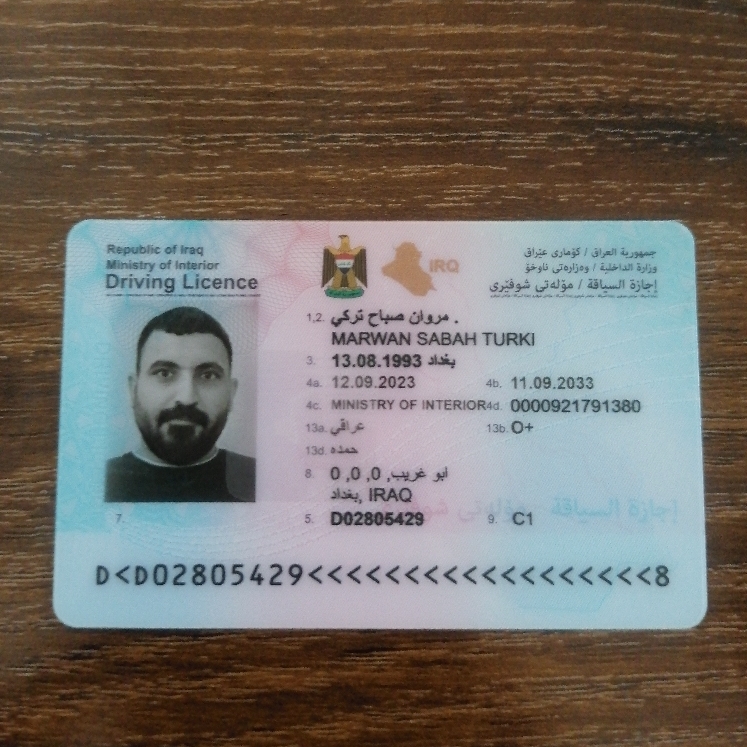 Republic of Iraq
Ministry of Interior
Driving Licence
IRQ
جمهورية العراق / كۆماری عێراق
وزارة الداخلية / وەزارەتی ناوخۆ
إجازة السياقة / مۆڵەتی شوفێری
1,2. مروان صباح تركي .
MARWAN SABAH TURKI
3. 13.08.1993 بغداد
4a. 12.09.2023 4b. 11.09.2033
4c. MINISTRY OF INTERIOR 4d. 0000921791380
13a. عراقي 13b. O+
13d. حمده
8. ابو غريب, 0, 0, 0
بغداد, IRAQ
إجازة السياقة مۆڵەتی شوفێری
7. 5. D02805429 9. C1
D<D02805429<<<<<<<<<<<<<<<<<<<8